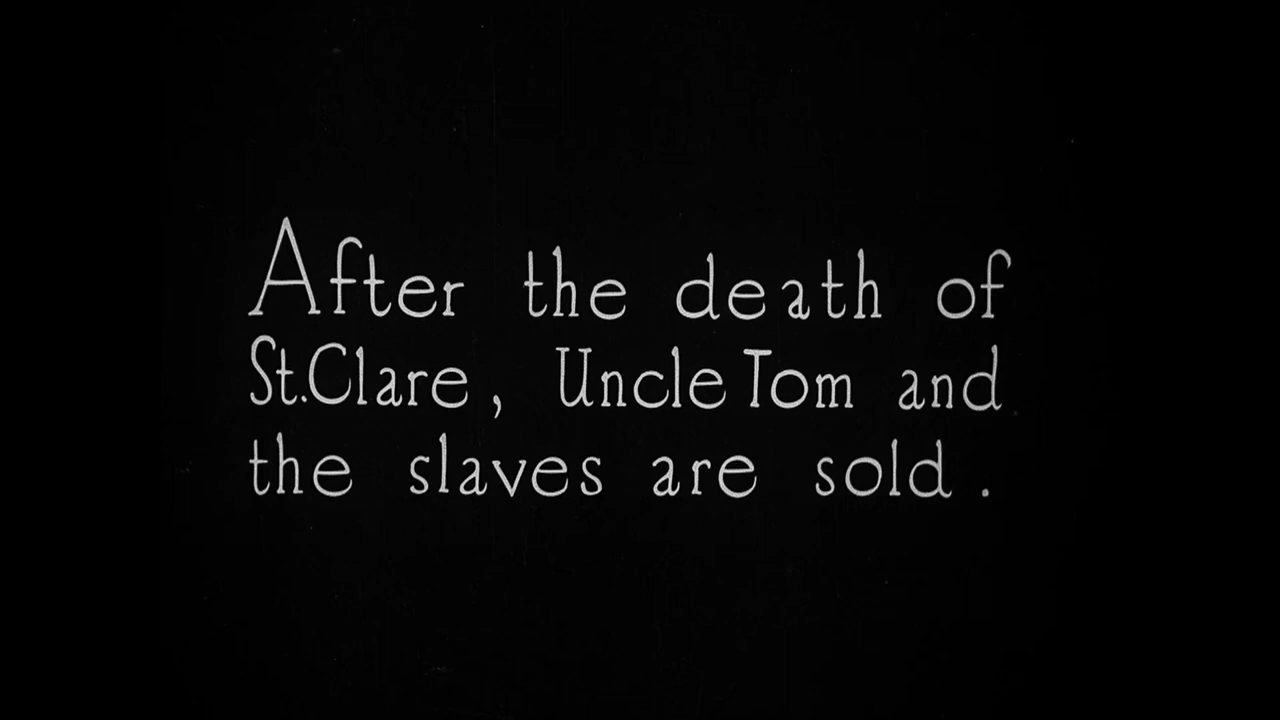 After the death of
St.Clare, Uncle Tom and
the slaves are sold.